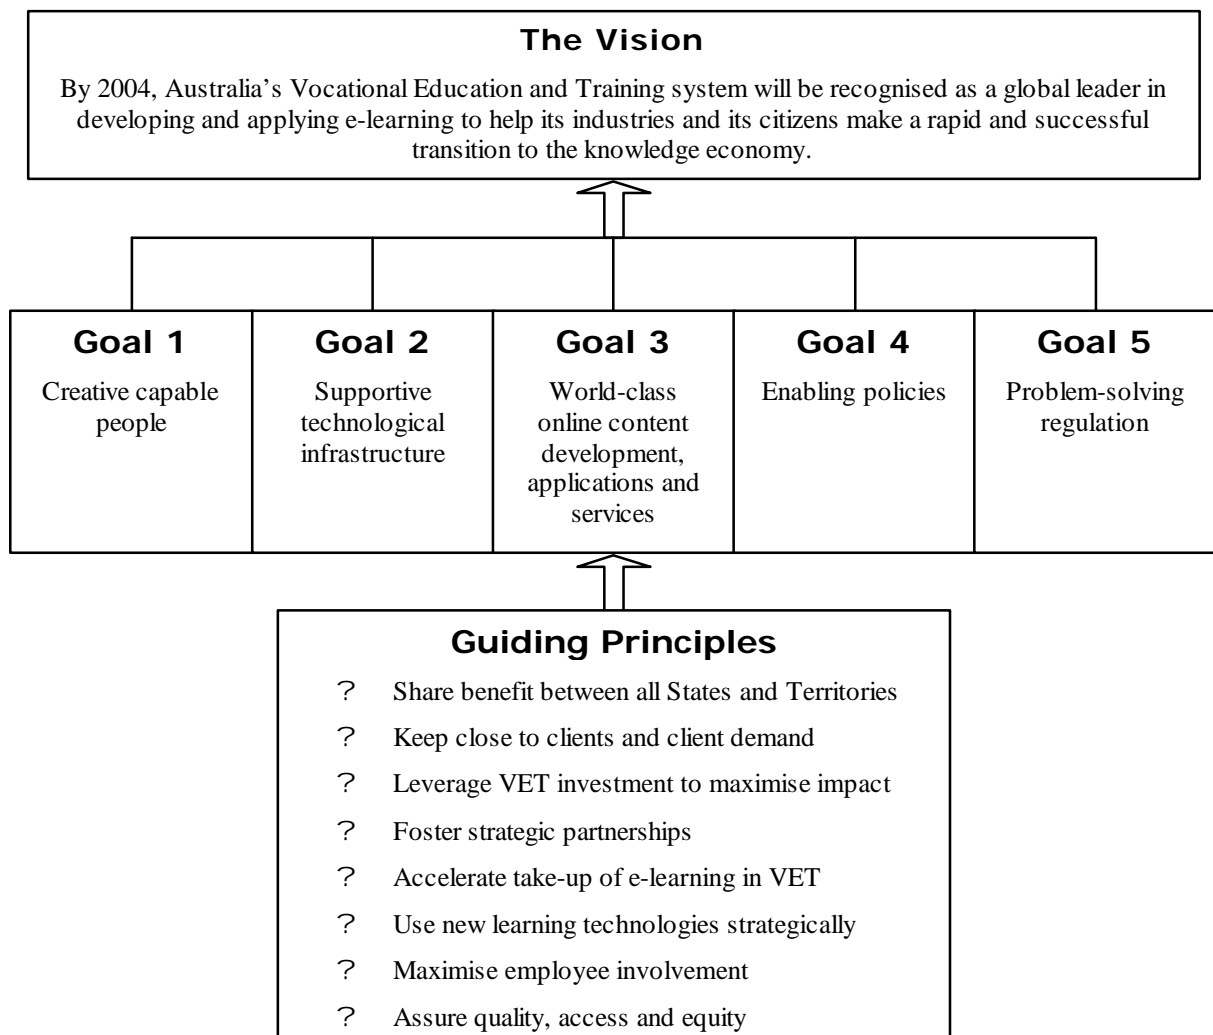 The Vision
By 2004, Australia's Vocational Education and Training system will be recognised as a global leader in
developing and applying e-learning to help its industries and its citizens make a rapid and successful
transition to the knowledge economy.
Goal 1
Creative capable
people
Goal 2
Supportive
technological
infrastructure
Goal 3
World-class
online content
development,
applications and
services
Goal 4
Enabling policies
Goal 5
Problem-solving
regulation
Guiding Principles
? Share benefit between all States and Territories
? Keep close to clients and client demand
? Leverage VET investment to maximise impact
? Foster strategic partnerships
? Accelerate take-up of e-learning in VET
? Use new learning technologies strategically
? Maximise employee involvement
? Assure quality, access and equity